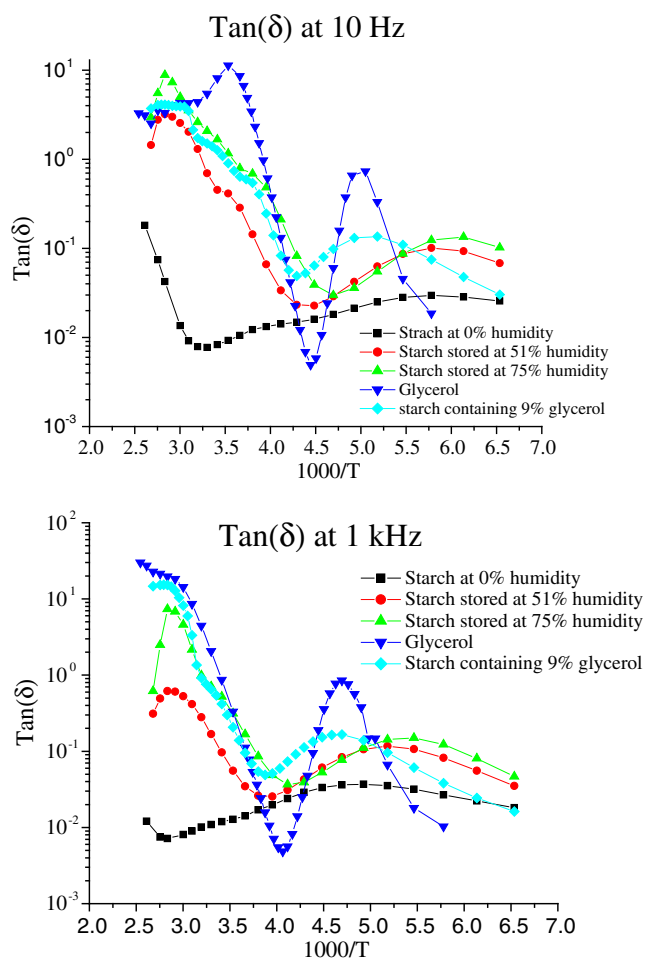 Tan(δ) at 10 Hz
10^1
10^0
10^-1
10^-2
10^-3
Tan(δ)
Strach at 0% humidity
Starch stored at 51% humidity
Starch stored at 75% humidity
Glycerol
starch containing 9% glycerol
2.0 2.5 3.0 3.5 4.0 4.5 5.0 5.5 6.0 6.5 7.0
1000/T
Tan(δ) at 1 kHz
10^2
10^1
10^0
10^-1
10^-2
10^-3
Tan(δ)
Starch at 0% humidity
Starch stored at 51% humidity
Starch stored at 75% humidity
Glycerol
Starch containing 9% glycerol
2.0 2.5 3.0 3.5 4.0 4.5 5.0 5.5 6.0 6.5 7.0
1000/T